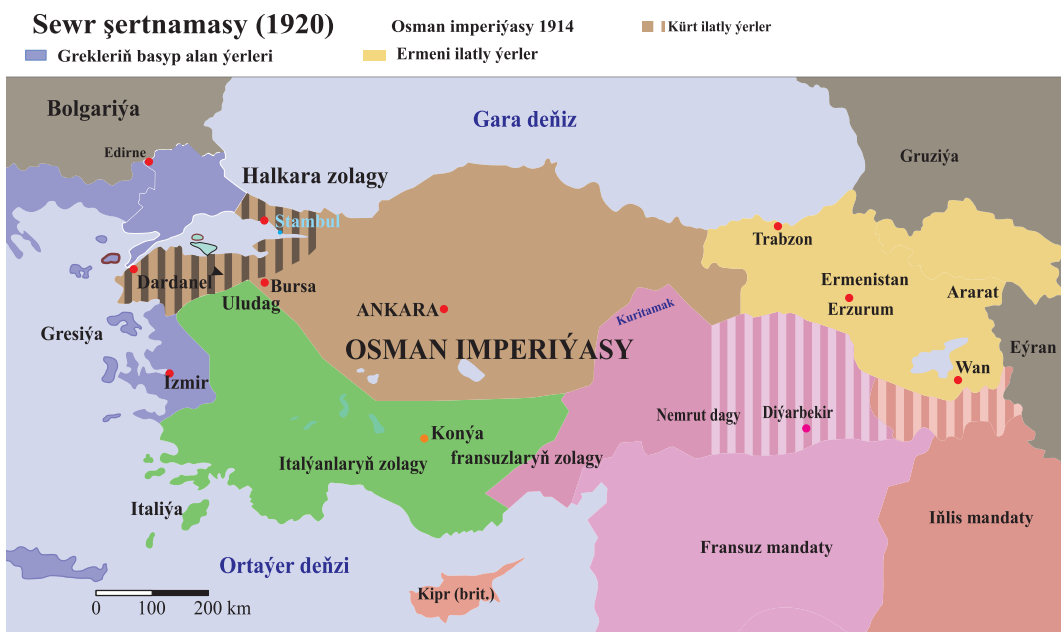 Sewr şertnamasy (1920)
Osman imperiýasy 1914
Kürt ilatly ýerler
Grekleriň basyp alan ýerleri
Ermeni ilatly ýerler
Bolgariýa
Gara deňiz
Edirne
Gruziýa
Halkara zolagy
Stambul
Trabzon
Dardanel
Bursa
Uludag
Ermenistan
Ararat
Erzurum
ANKARA
Kuritamak
Gresiýa
OSMAN IMPERIÝASY
Eýran
Wan
İzmir
Nemrut dagy
Diýarbekir
Konýa
Italýanlaryň zolagy
fransuzlaryň zolagy
Italiýa
Iňlis mandaty
Fransuz mandaty
Ortaýer deňzi
Kipr (brit.)
0 100 200 km